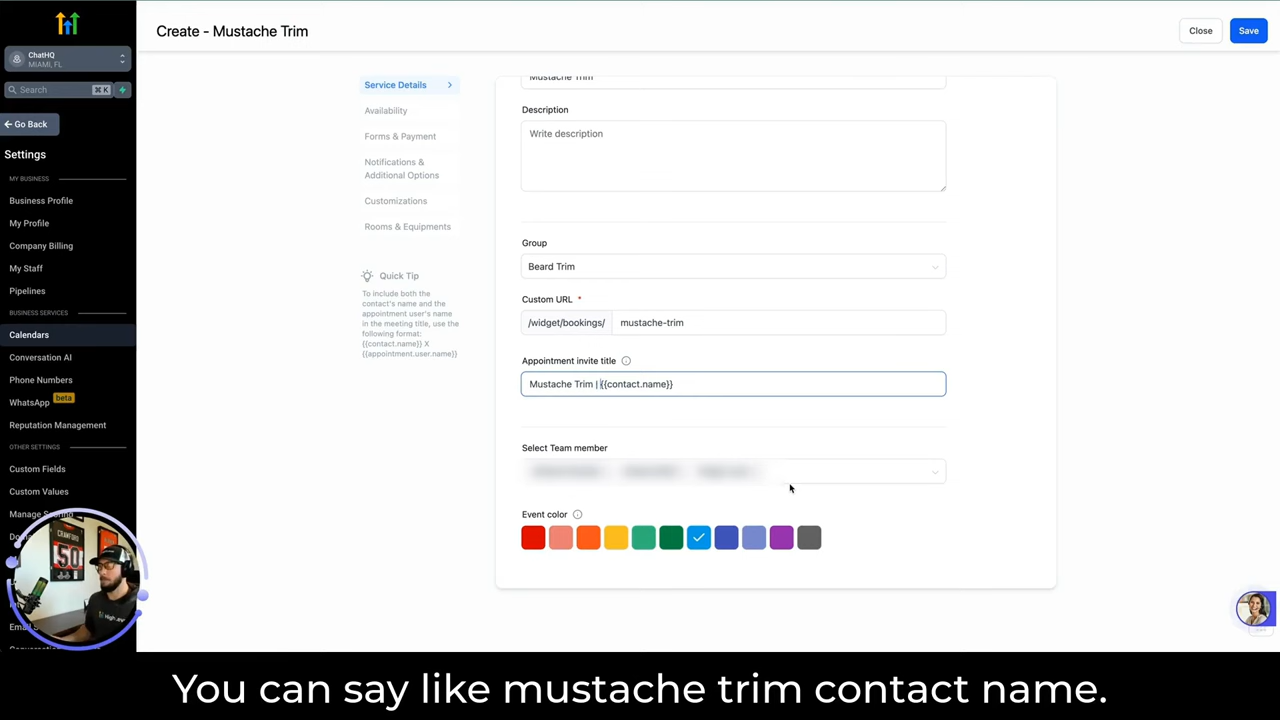 Create - Mustache Trim
Close
Save
ChatHQ
MIAMI, FL
Search
⌘ K
Go Back
Settings
MY BUSINESS
Business Profile
My Profile
Company Billing
My Staff
Pipelines
BUSINESS SERVICES
Calendars
Conversation AI
Phone Numbers
WhatsApp beta
Reputation Management
OTHER SETTINGS
Custom Fields
Custom Values
Manage Scoring
CRAWFORD
50
Service Details
Availability
Forms & Payment
Notifications &
Additional Options
Customizations
Rooms & Equipments
Quick Tip
To include both the
contact's name and the
appointment user's name
in the meeting title, use the
following format:
{{contact.name}} X
{{appointment.user.name}}
Mustache Trim
Description
Write description
Group
Beard Trim
Custom URL *
/widget/bookings/ mustache-trim
Appointment invite title
Mustache Trim | {{contact.name}}
Select Team member
Event color
You can say like mustache trim contact name.